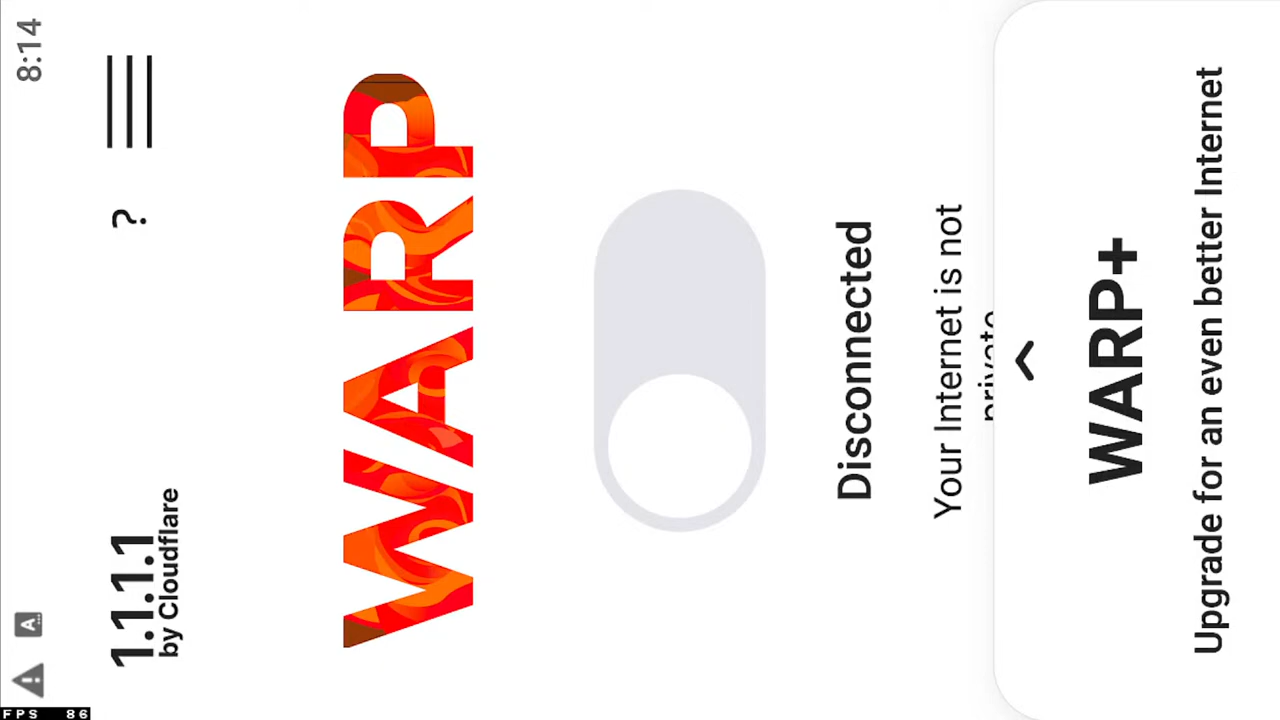 8:14
1.1.1.1
by Cloudflare
?
WARP
Disconnected
Your Internet is not
private
WARP+
Upgrade for an even better Internet
FPS 86